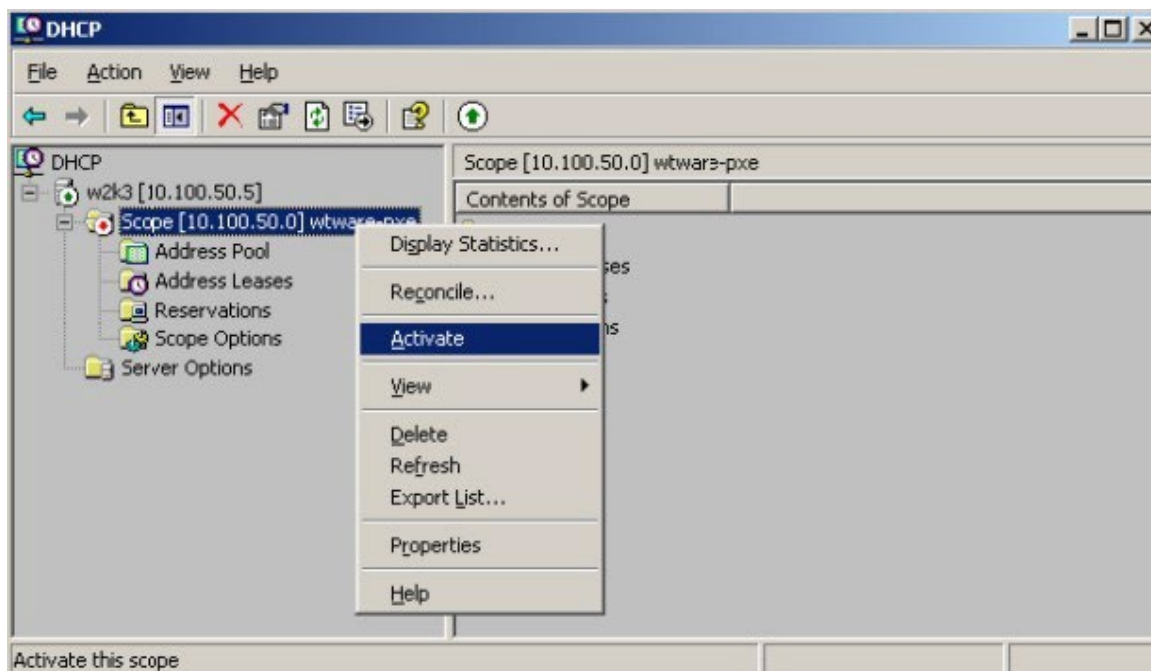 DHCP
File Action View Help
DHCP
w2k3 [10.100.50.5]
Scope [10.100.50.0] wtware-pxe
Address Pool
Address Leases
Reservations
Scope Options
Server Options
Scope [10.100.50.0] wtware-pxe
Contents of Scope
Display Statistics...
Reconcile...
Activate
View
Delete
Refresh
Export List...
Properties
Help
Activate this scope